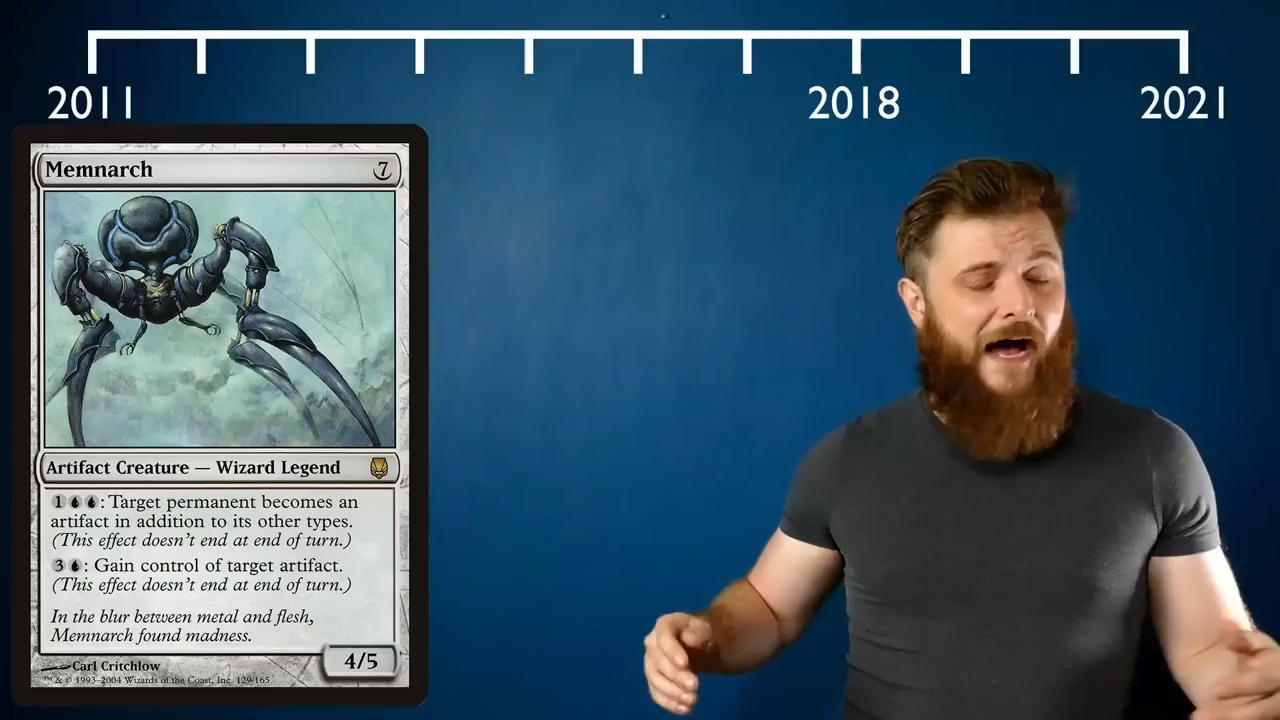 2011
2018
2021
Memnarch 7
Artifact Creature — Wizard Legend
1: Target permanent becomes an
artifact in addition to its other types.
(This effect doesn't end at end of turn.)
3: Gain control of target artifact.
(This effect doesn't end at end of turn.)
In the blur between metal and flesh,
Memnarch found madness.
4/5
Carl Critchlow
™ & © 1993–2004 Wizards of the Coast, Inc. 129/165